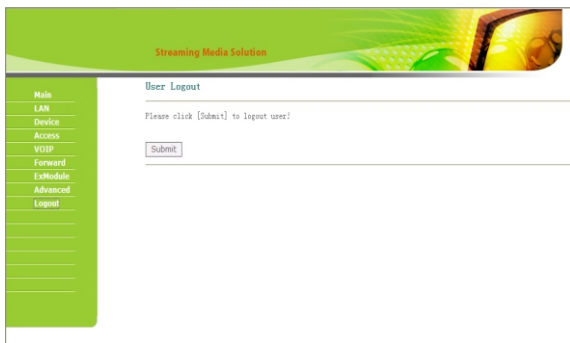 Streaming Media Solution
Main
LAN
Device
Access
VOIP
Forward
ExModule
Advanced
Logout
User Logout
Please click [Submit] to logout user!
Submit